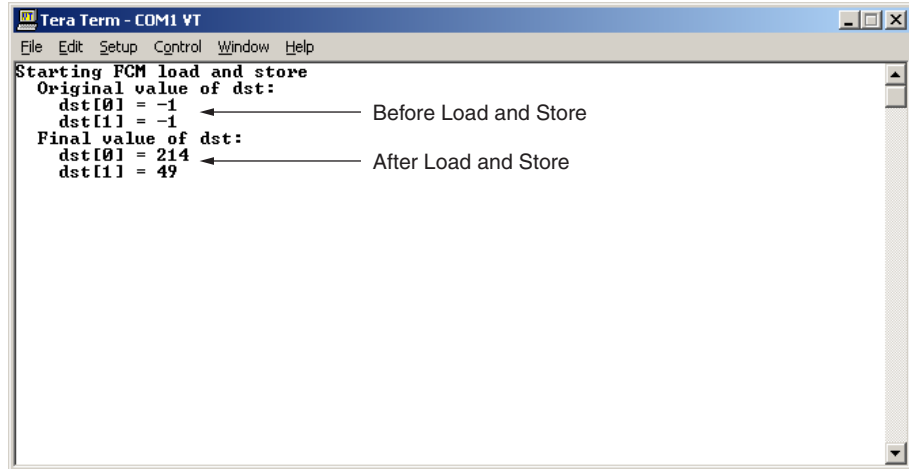 Tera Term - COM1 VT
File Edit Setup Control Window Help
Starting FCM load and store
Original value of dst:
dst[0] = -1
dst[1] = -1
Before Load and Store
Final value of dst:
dst[0] = 214
dst[1] = 49
After Load and Store